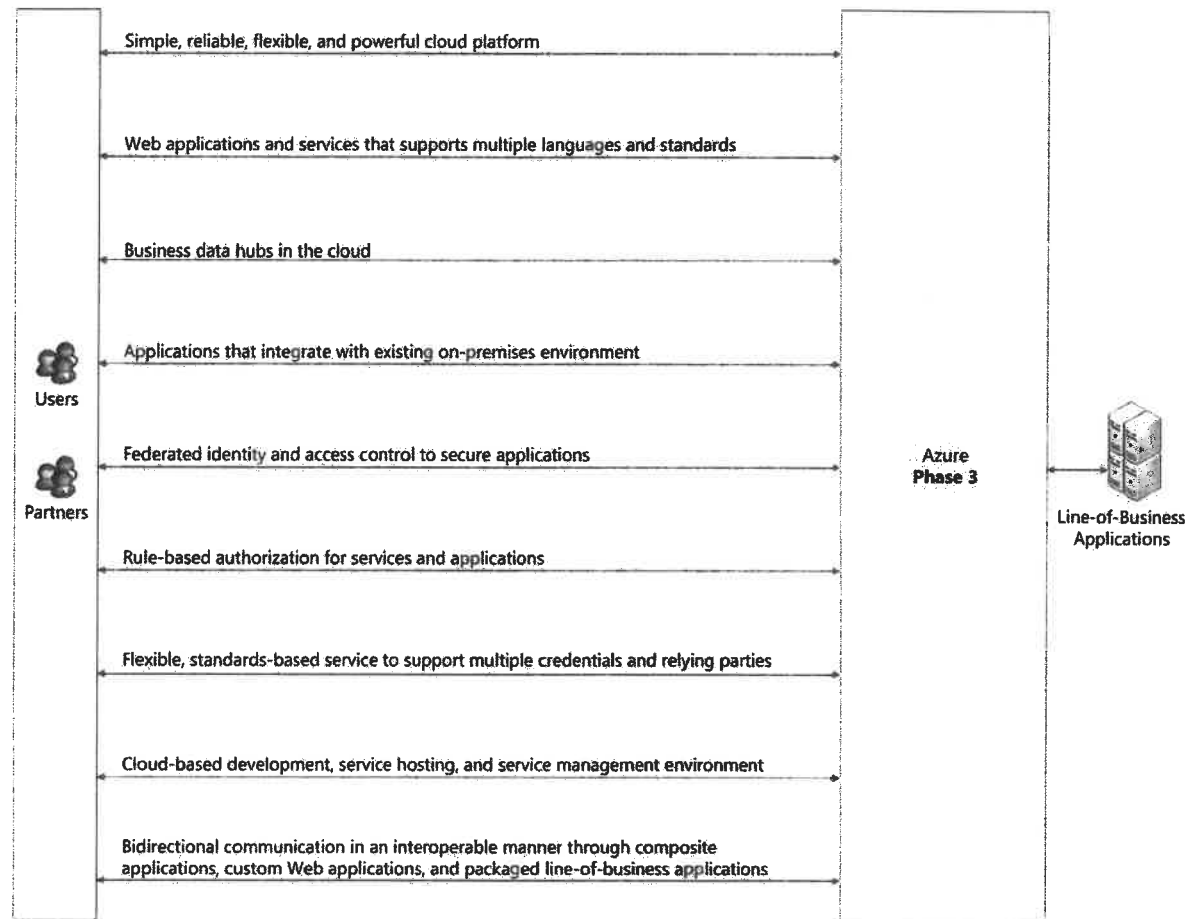 Simple, reliable, flexible, and powerful cloud platform
Web applications and services that supports multiple languages and standards
Business data hubs in the cloud
Applications that integrate with existing on-premises environment
Users
Federated identity and access control to secure applications
Partners
Azure
Phase 3
Line-of-Business
Applications
Rule-based authorization for services and applications
Flexible, standards-based service to support multiple credentials and relying parties
Cloud-based development, service hosting, and service management environment
Bidirectional communication in an interoperable manner through composite
applications, custom Web applications, and packaged line-of-business applications